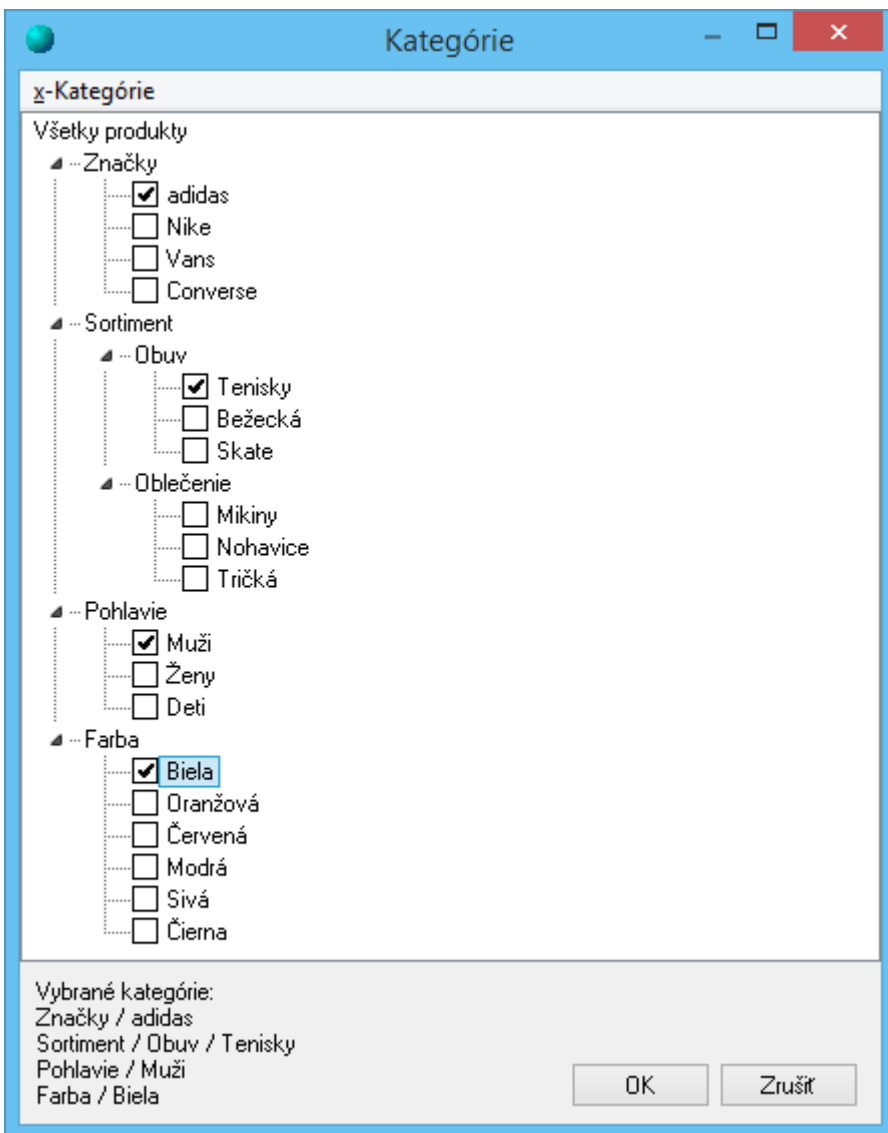 Kategórie
x-Kategórie
Všetky produkty
Značky
adidas
Nike
Vans
Converse
Sortiment
Obuv
Tenisky
Bežecká
Skate
Oblečenie
Mikiny
Nohavice
Tričká
Pohlavie
Muži
Ženy
Deti
Farba
Biela
Oranžová
Červená
Modrá
Sivá
Čierna
Vybrané kategórie:
Značky / adidas
Sortiment / Obuv / Tenisky
Pohlavie / Muži
Farba / Biela
OK Zrušiť